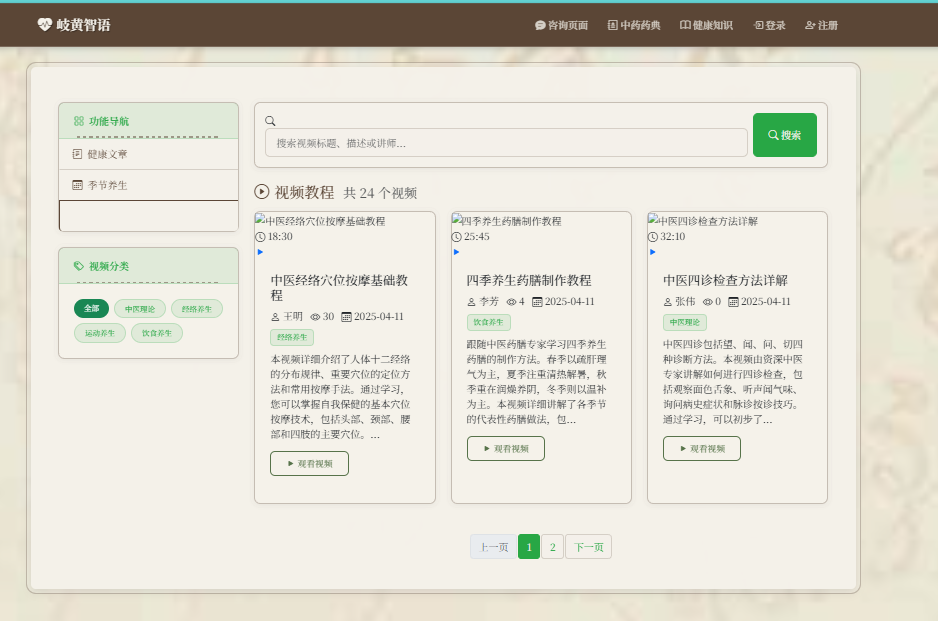 岐黄智语
咨询页面 中药药典 健康知识 登录 注册
功能导航
健康文章
季节养生
视频分类
全部 中医理论 经络养生
运动养生 饮食养生
搜索视频标题、描述或讲师...
搜索
视频教程 共 24 个视频
中医经络穴位按摩基础教程
18:30
中医经络穴位按摩基础教
程
王明 30 2025-04-11
经络养生
本视频详细介绍了人体十二经络
的分布规律、重要穴位的定位方
法和常用按摩手法。通过学习，
您可以掌握自我保健的基本穴位
按摩技术，包括头部、颈部、腰
部和四肢的主要穴位。...
观看视频
四季养生药膳制作教程
25:45
四季养生药膳制作教程
李芳 4 2025-04-11
饮食养生
跟随中医药膳专家学习四季养生
药膳的制作方法。春季以疏肝理
气为主，夏季注重清热解暑，秋
季重在润燥养阴，冬季则以温补
为主。本视频详细讲解了各季节
的代表性药膳做法，包...
观看视频
中医四诊检查方法详解
32:10
中医四诊检查方法详解
张伟 0 2025-04-11
中医理论
中医四诊包括望、闻、问、切四
种诊断方法。本视频由资深中医
专家讲解如何进行四诊检查，包
括观察面色舌象、听声闻气味、
询问病史症状和脉诊按诊技巧。
通过学习，可以初步了...
观看视频
上一页 1 2 下一页